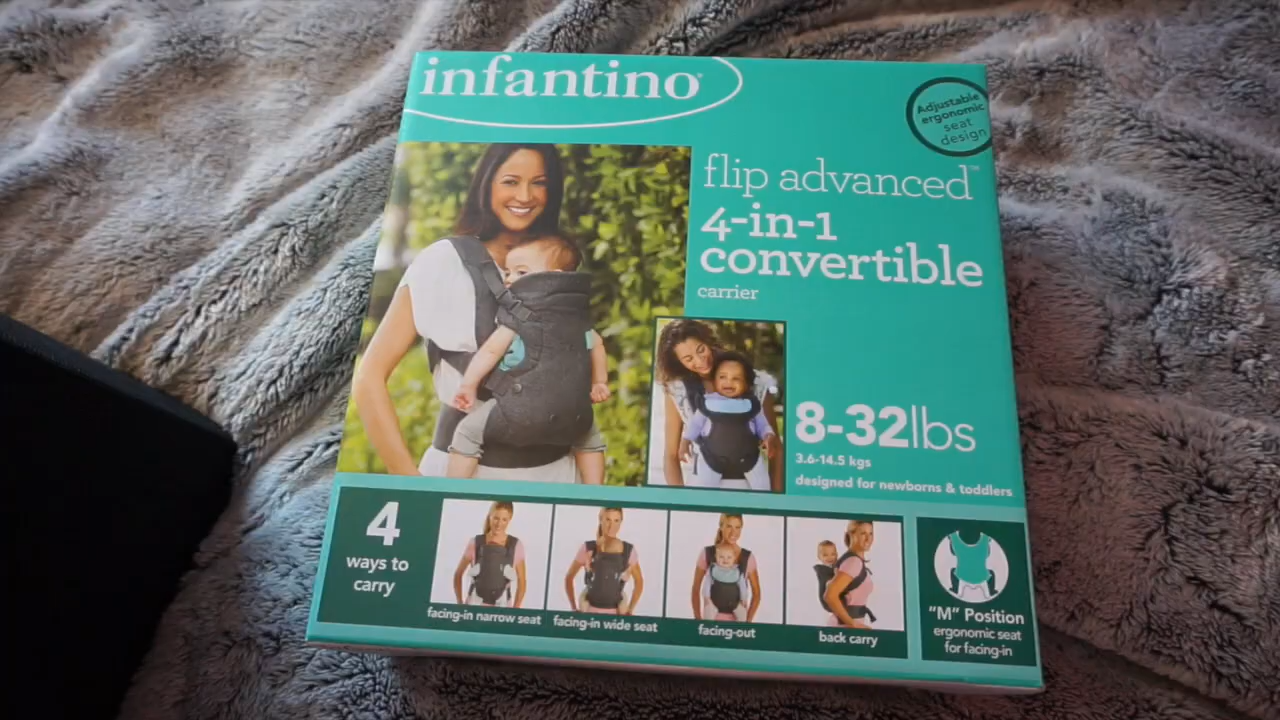 infantino
Adjustable
ergonomic
seat
design
flip advanced™
4-in-1
convertible
carrier
8-32lbs
3.6-14.5 kgs
designed for newborns & toddlers
4
ways to
carry
facing-in narrow seat
facing-in wide seat
facing-out
back carry
"M" Position
ergonomic seat
for facing-in